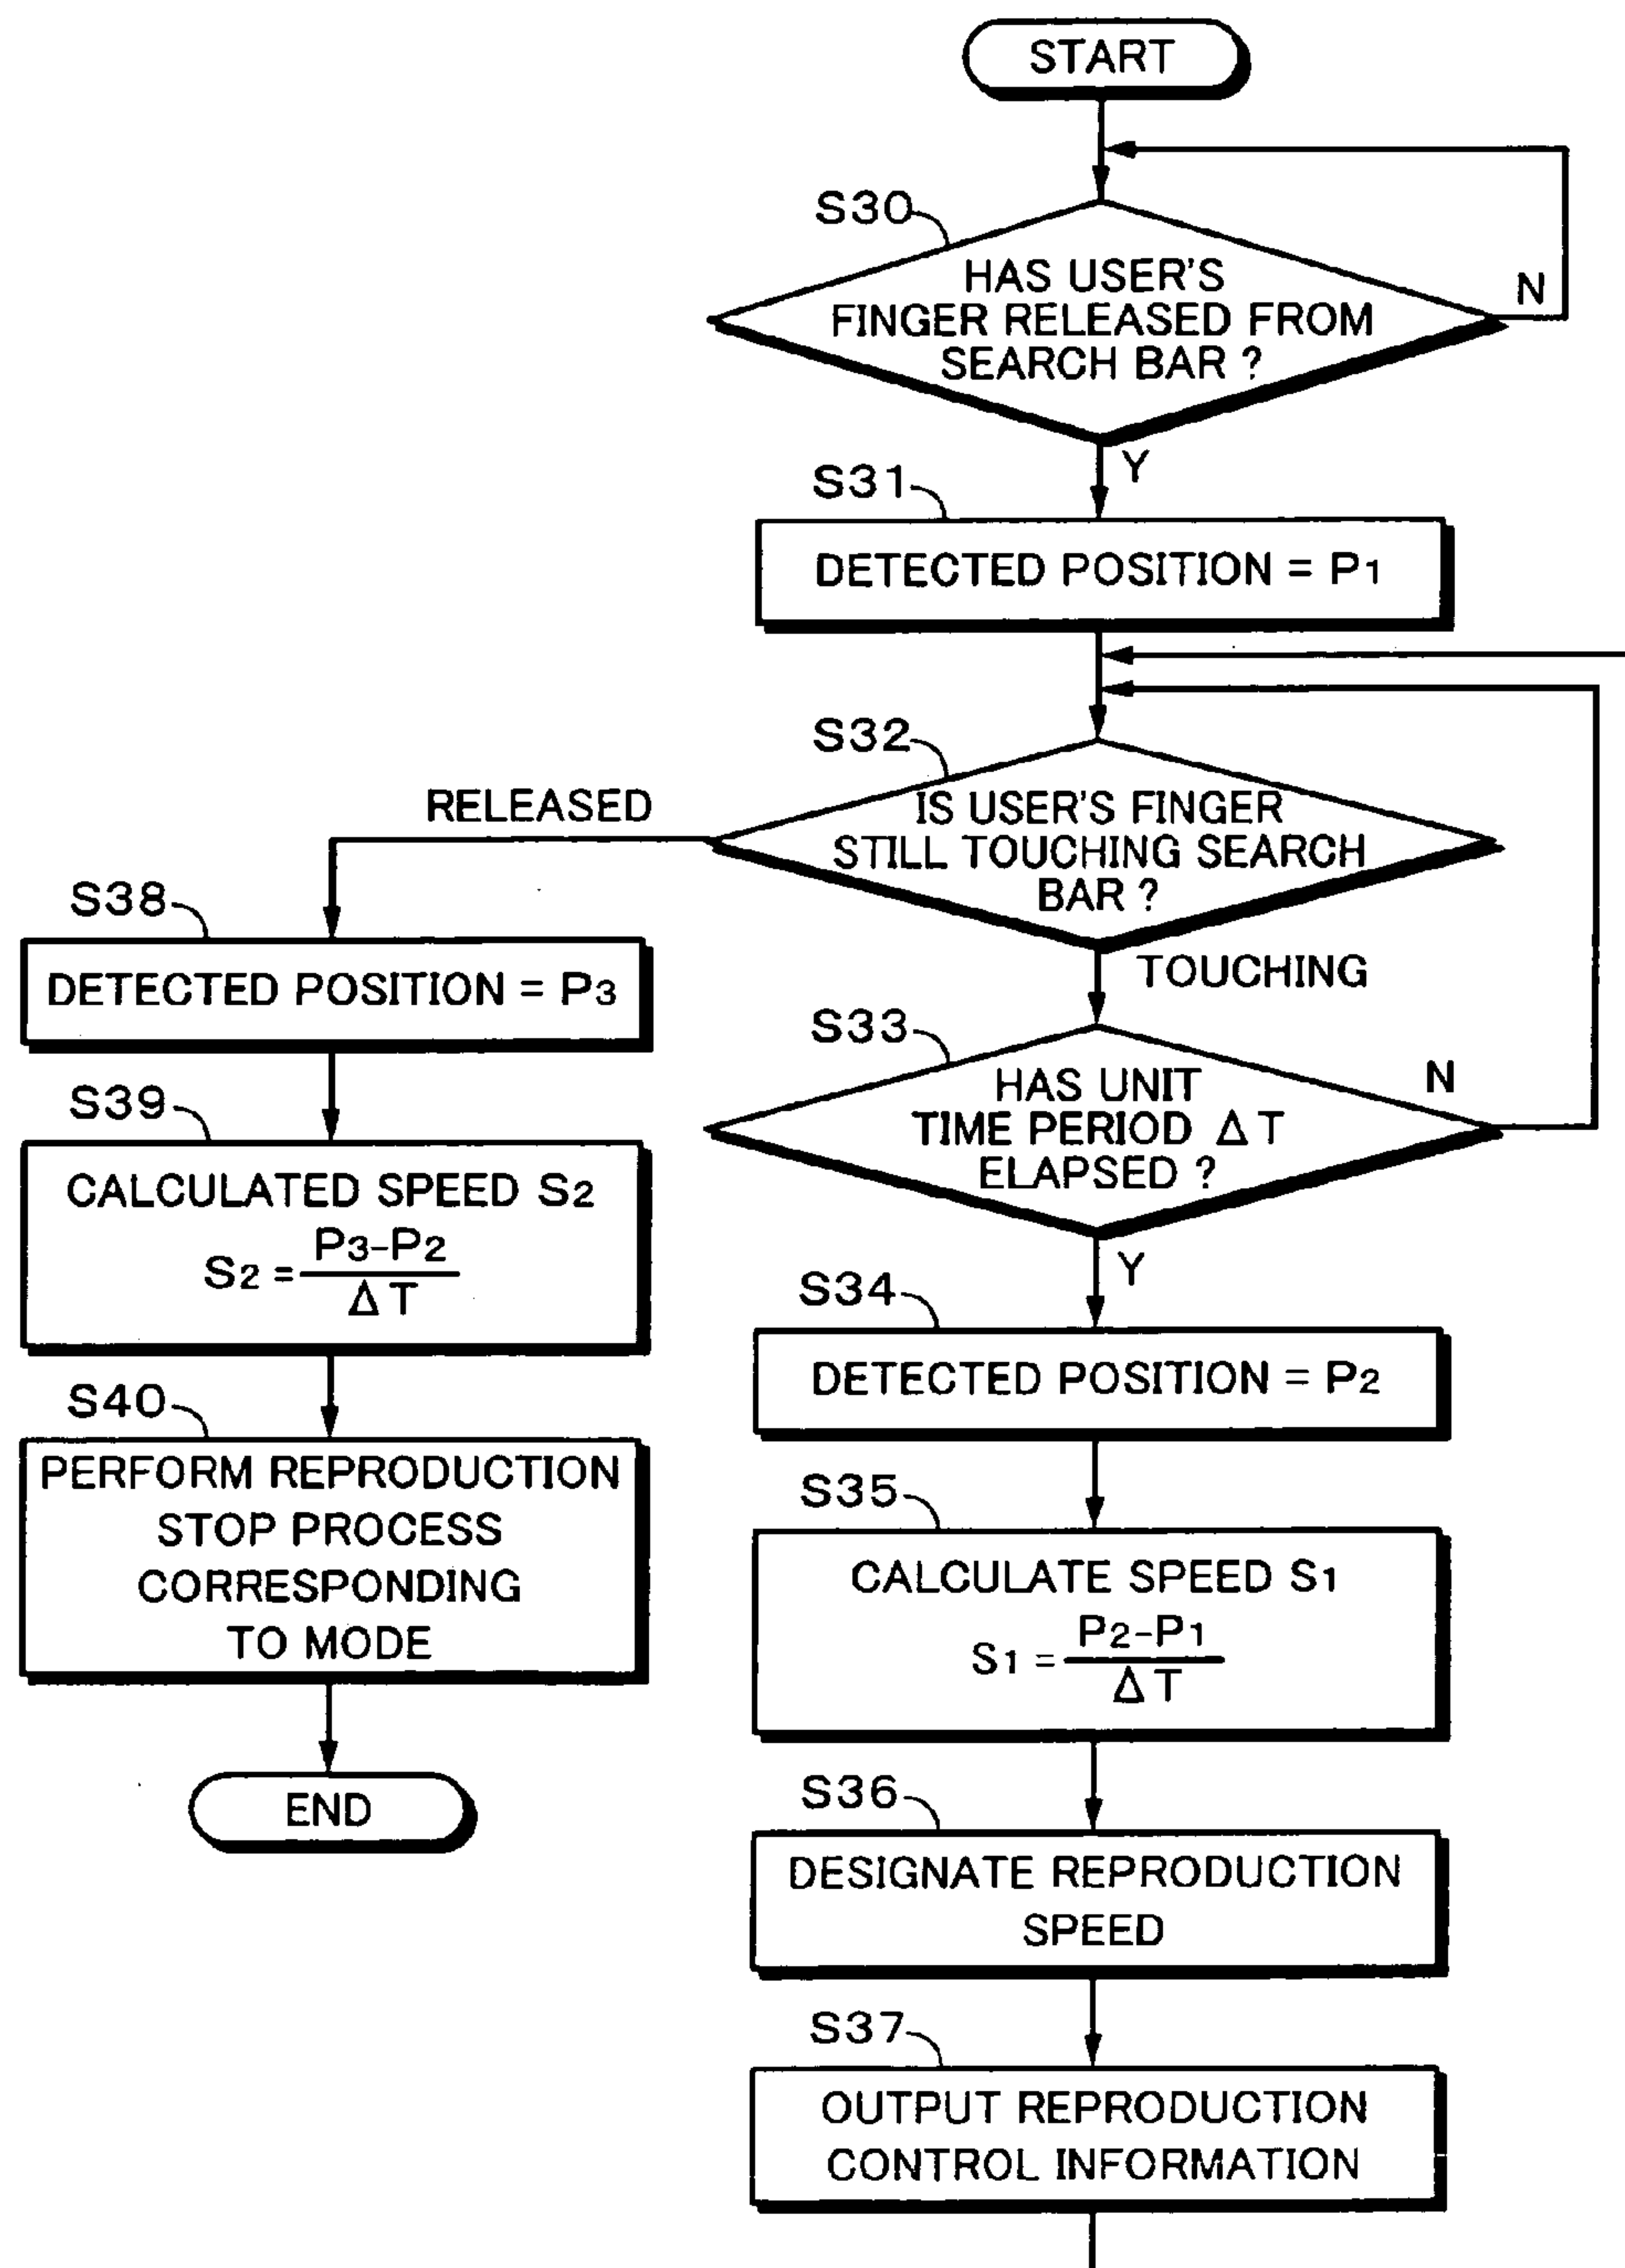 START
S30
HAS USER'S
FINGER RELEASED FROM
SEARCH BAR ?
N
Y
S31
DETECTED POSITION = P1
S32
IS USER'S FINGER
STILL TOUCHING SEARCH
BAR ?
RELEASED
TOUCHING
S33
HAS UNIT
TIME PERIOD Δ T
ELAPSED ?
N
Y
S34
DETECTED POSITION = P2
S35
CALCULATE SPEED S1
S1 = P2-P1 / Δ T
S36
DESIGNATE REPRODUCTION
SPEED
S37
OUTPUT REPRODUCTION
CONTROL INFORMATION
S38
DETECTED POSITION = P3
S39
CALCULATED SPEED S2
S2 = P3-P2 / Δ T
S40
PERFORM REPRODUCTION
STOP PROCESS
CORRESPONDING
TO MODE
END